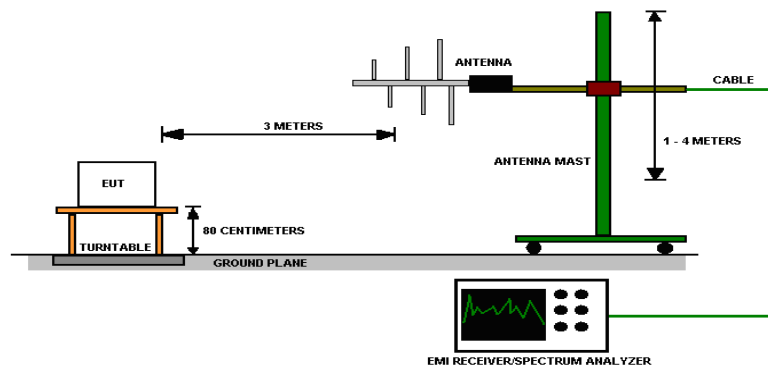 ANTENNA
CABLE
3 METERS
1 - 4 METERS
ANTENNA MAST
EUT
80 CENTIMETERS
TURNTABLE
GROUND PLANE
EMI RECEIVER/SPECTRUM ANALYZER